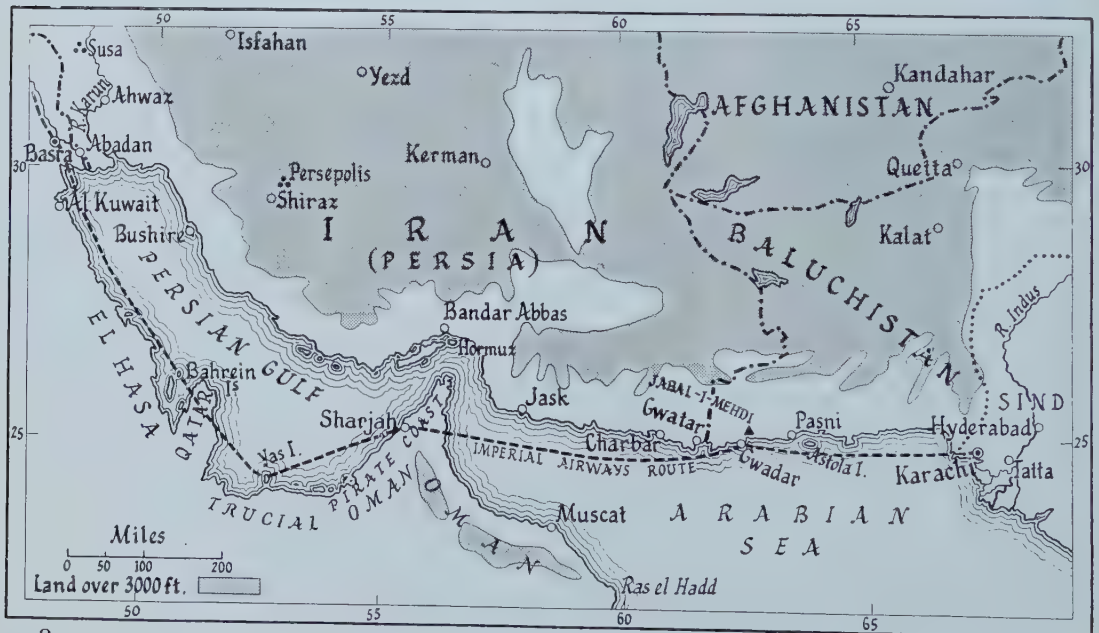 50
55
60
65
Susa
Isfahan
Yezd
Kandahar
R. Karun
Ahwaz
AFGHANISTAN
Basra
Abadan
30
Kerman
Quetta
30
Persepolis
Shiraz
Al Kuwait
Bushire
IRAN
(PERSIA)
BALUCHISTAN
Kalat
PERSIAN GULF
R. Indus
Bandar Abbas
Hormuz
EL HASA
Bahrein
Is
QATAR
Jask
JABAL-I-MEHDI
SIND
Sharjah
Gwatar
Pasni
Hyderabad
25
Charbar
25
Yas I.
PIRATE COAST
IMPERIAL AIRWAYS ROUTE
Gwadar
Astola I.
Karachi
Tatta
TRUCIAL OMAN
OMAN
Muscat
ARABIAN
SEA
Miles
0 50 100 200
Land over 3000 ft.
Ras el Hadd
50
55
60
65